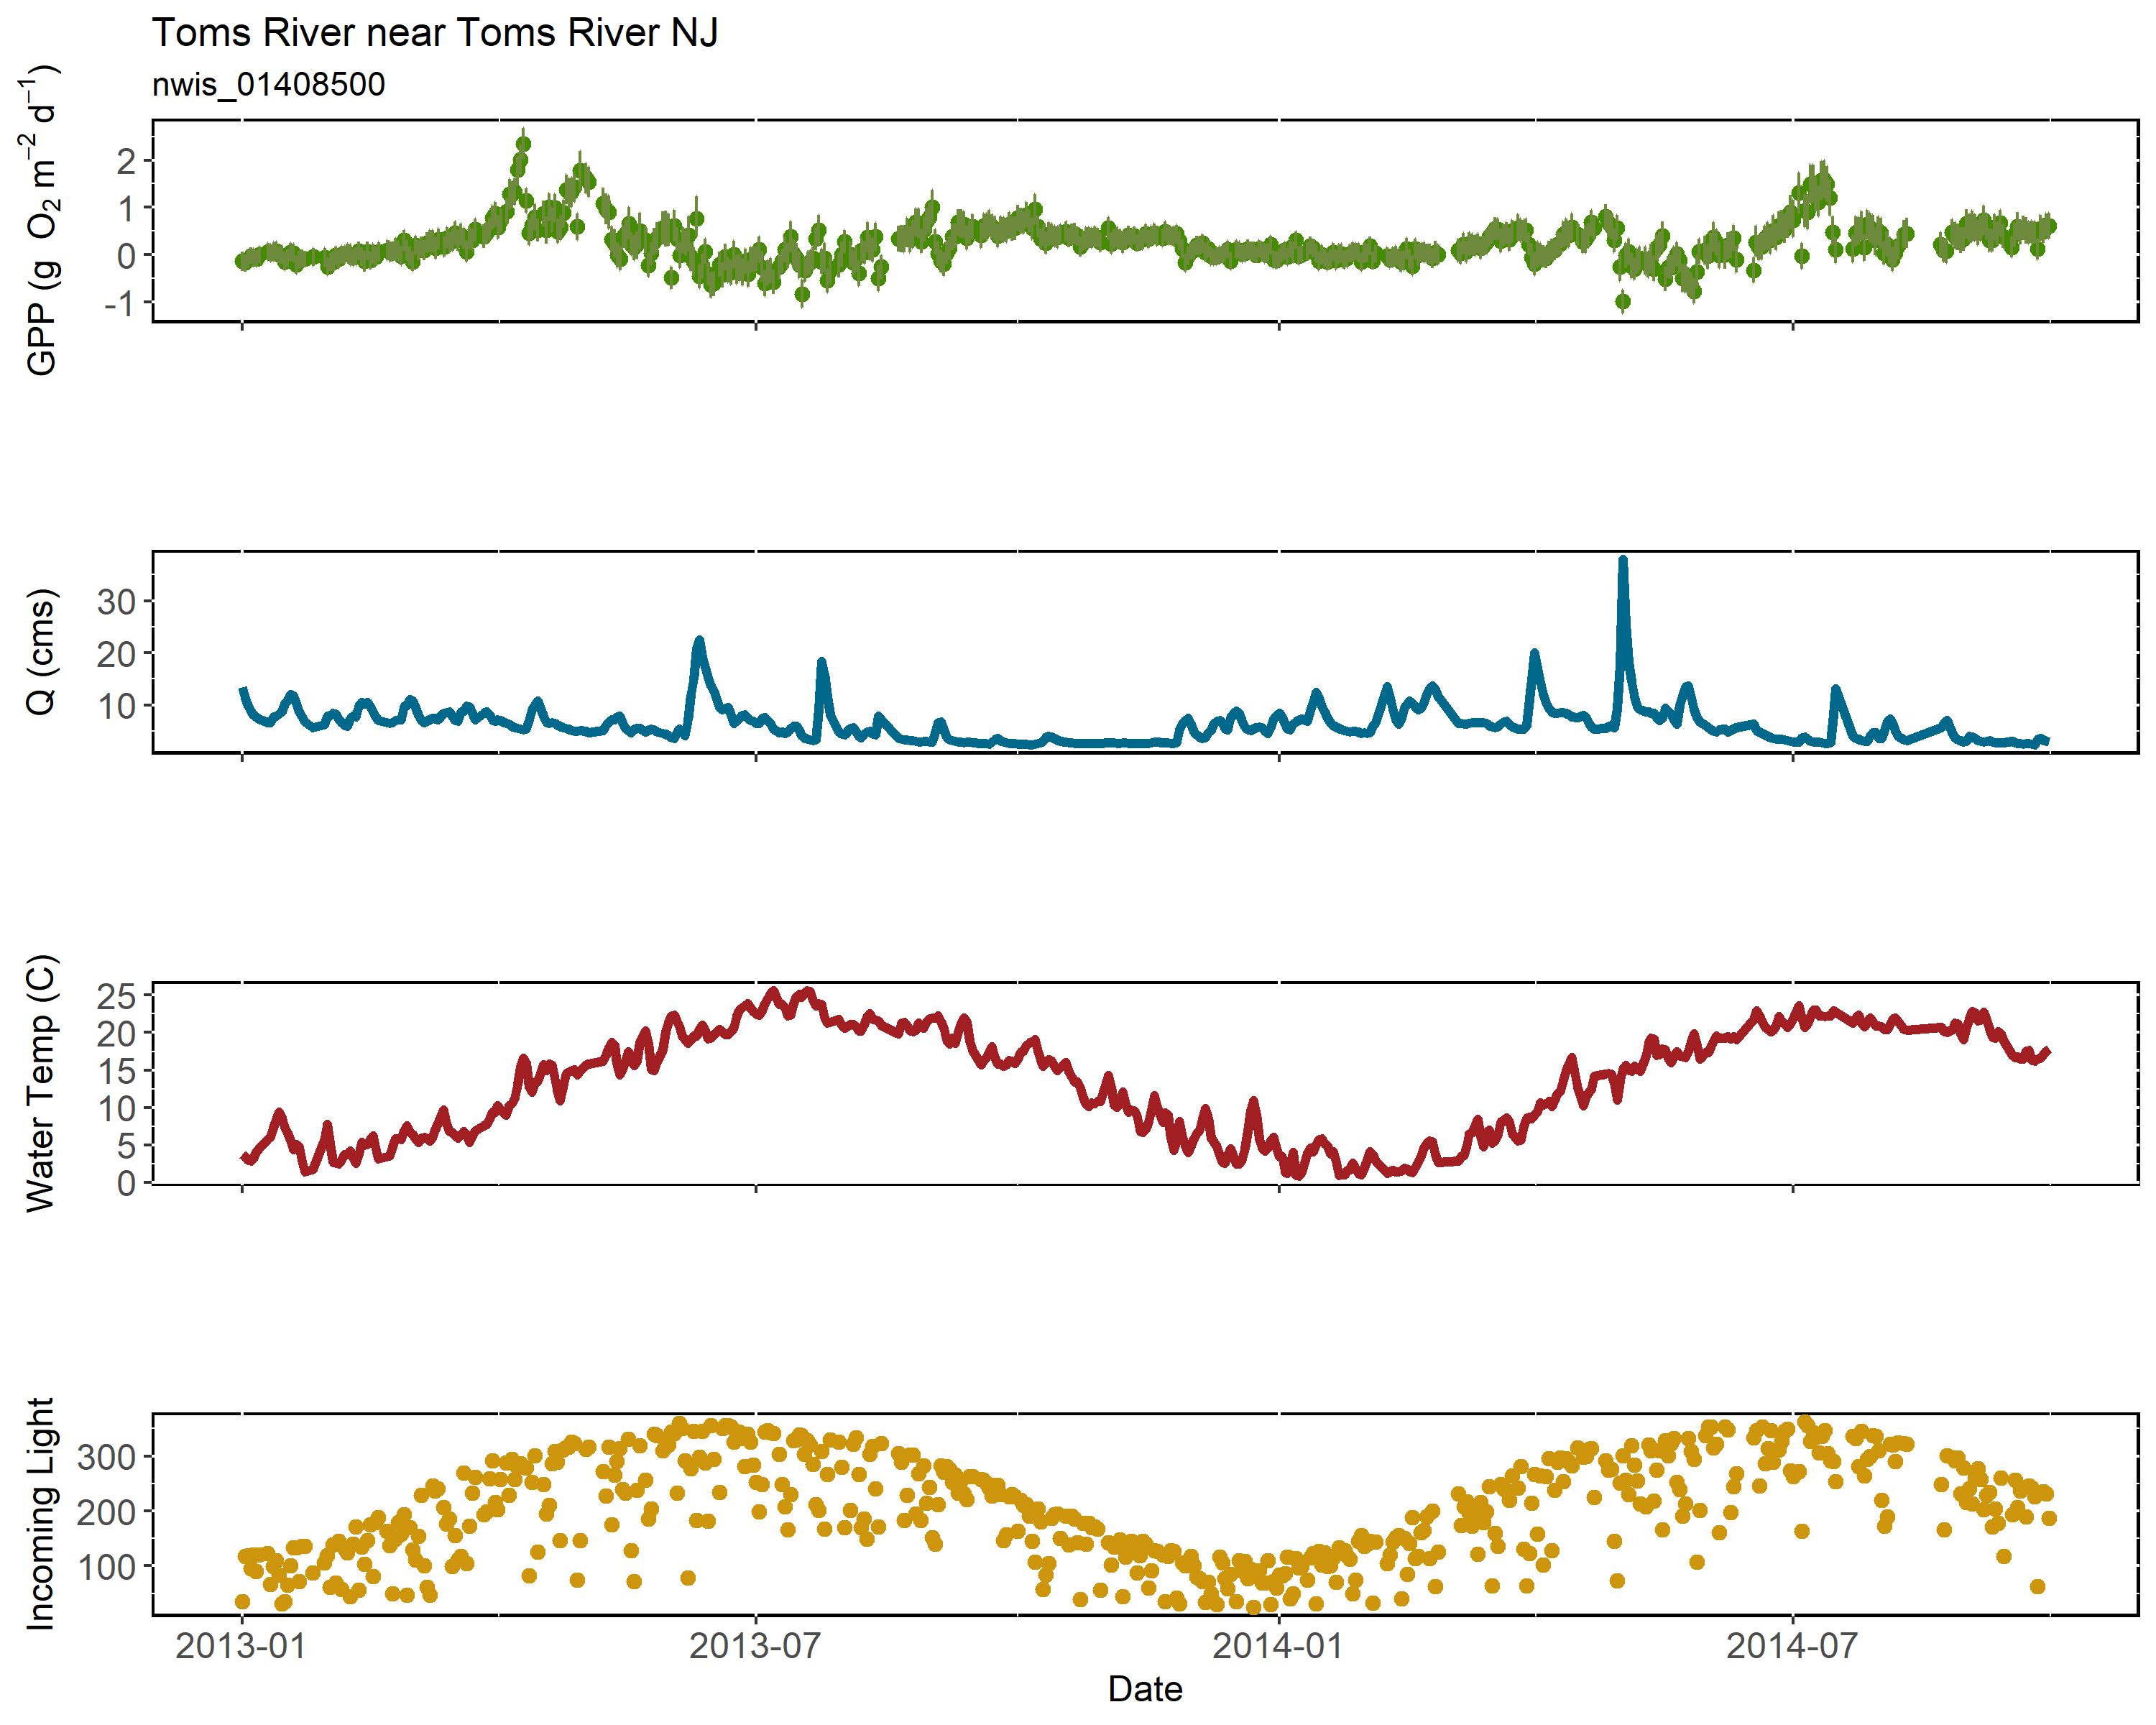 Toms River near Toms River NJ
nwis_01408500
GPP (g O₂ m⁻² d⁻¹)
2
1
0
-1
Q (cms)
30
20
10
Water Temp (C)
25
20
15
10
5
0
Incoming Light
300
200
100
2013-01 2013-07 2014-01 2014-07
Date